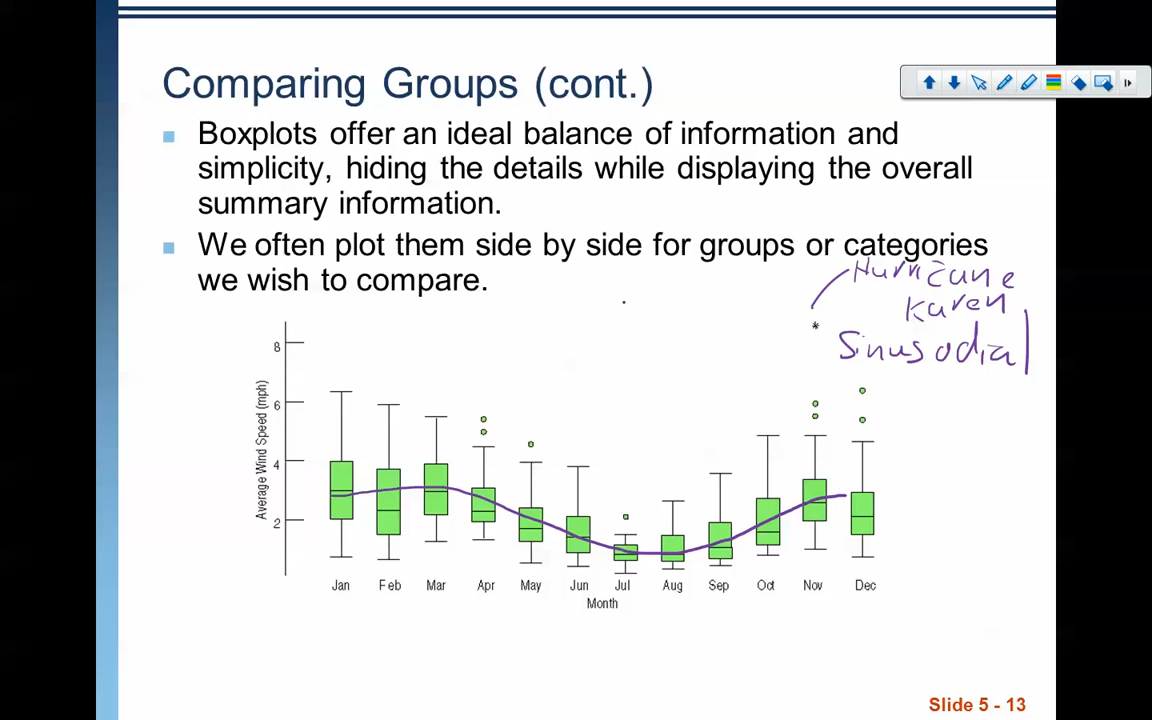 Comparing Groups (cont.)
Boxplots offer an ideal balance of information and
simplicity, hiding the details while displaying the overall
summary information.
We often plot them side by side for groups or categories
we wish to compare.
Hurricane
Karen
*
Sinusodial
8
6
4
2
Average Wind Speed (mph)
Jan Feb Mar Apr May Jun Jul Aug Sep Oct Nov Dec
Month
Slide 5 - 13